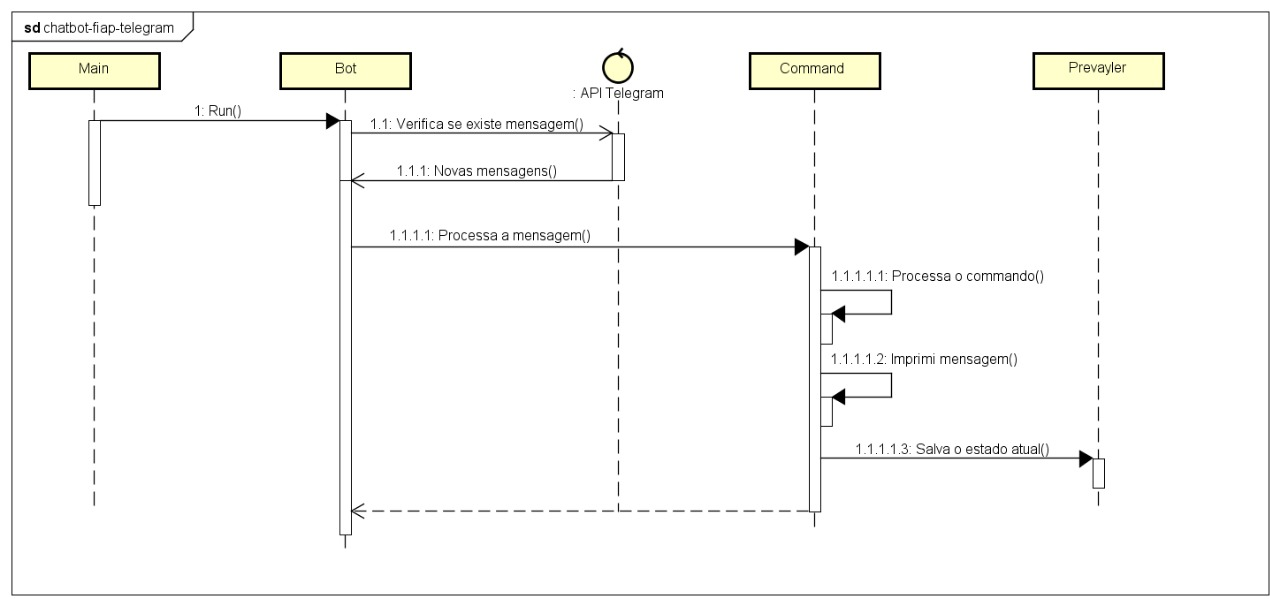 sd chatbot-fiap-telegram
Main
Bot
: API Telegram
Command
Prevayler
1: Run()
1.1: Verifica se existe mensagem()
1.1.1: Novas mensagens()
1.1.1.1: Processa a mensagem()
1.1.1.1.1: Processa o commando()
1.1.1.1.2: Imprimi mensagem()
1.1.1.1.3: Salva o estado atual()